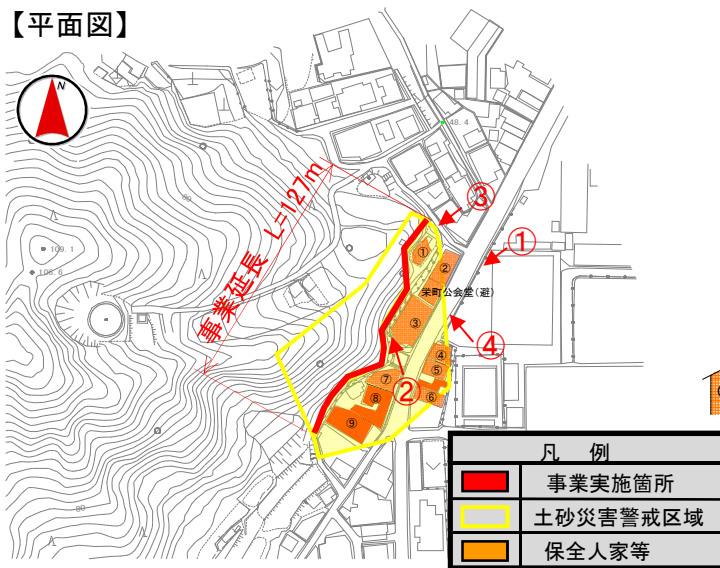 【平面図】
N
48.4
事業延長 L=127m
③
①
①
②
栄町公会堂(避)
109.1
106.6
③
④
④
⑤
②
⑦
⑥
⑧
⑨
80
凡 例
事業実施箇所
土砂災害警戒区域
保全人家等